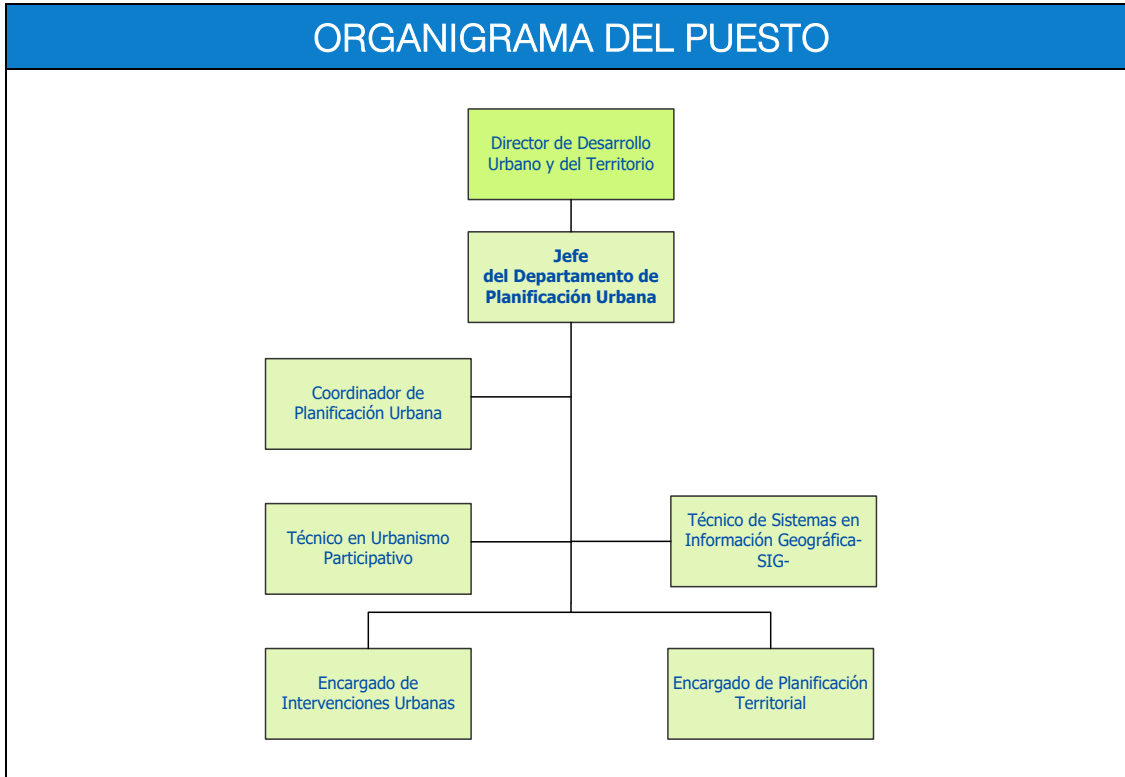 ORGANIGRAMA DEL PUESTO
Director de Desarrollo
Urbano y del Territorio
Jefe
del Departamento de
Planificación Urbana
Coordinador de
Planificación Urbana
Técnico en Urbanismo
Participativo
Técnico de Sistemas en
Información Geográfica-
SIG-
Encargado de
Intervenciones Urbanas
Encargado de Planificación
Territorial